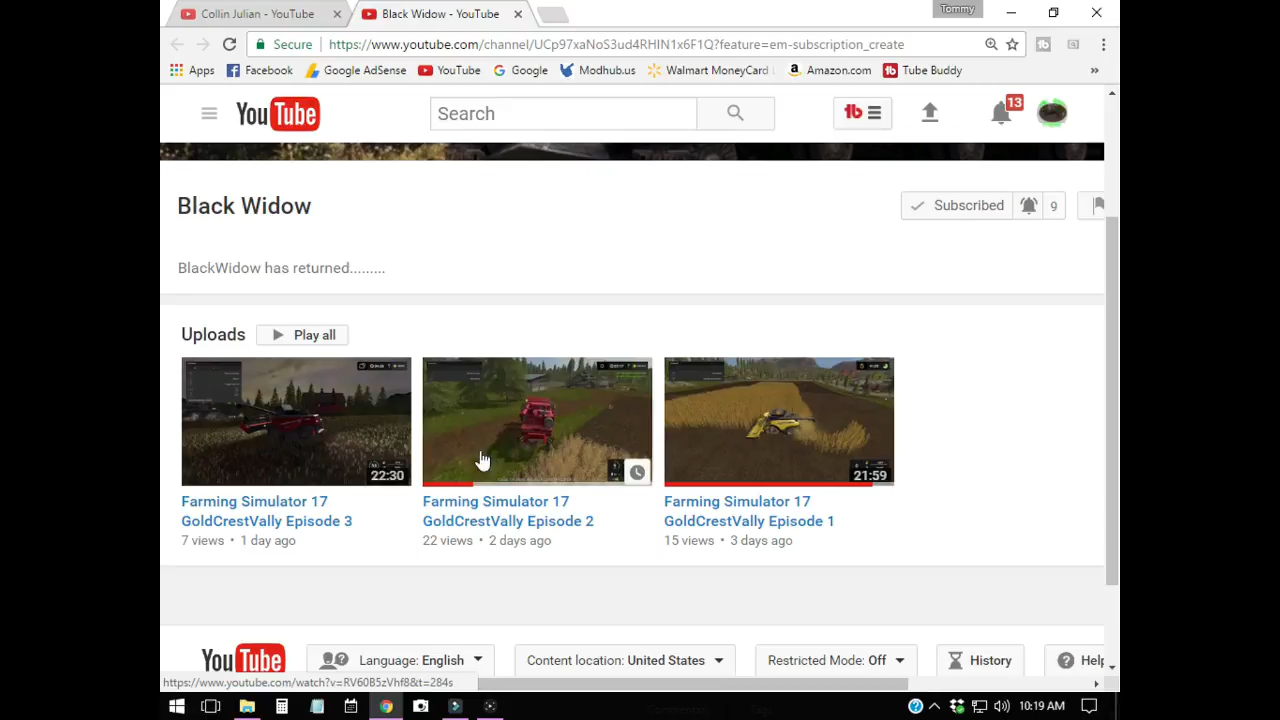 Collin Julian - YouTube
Black Widow - YouTube
Tommy
Secure
https://www.youtube.com/channel/UCp97xaNoS3ud4RHIN1x6F1Q?feature=em-subscription_create
Apps
Facebook
Google AdSense
YouTube
Google
Modhub.us
Walmart MoneyCard L
Amazon.com
Tube Buddy
YouTube
Search
13
Black Widow
Subscribed
9
BlackWidow has returned.........
Uploads
Play all
22:30
21:59
Farming Simulator 17
GoldCrestVally Episode 3
7 views • 1 day ago
Farming Simulator 17
GoldCrestVally Episode 2
22 views • 2 days ago
Farming Simulator 17
GoldCrestVally Episode 1
15 views • 3 days ago
YouTube
Language: English
Content location: United States
Restricted Mode: Off
History
Help
https://www.youtube.com/watch?v=RV60B5zVhf8&t=284s
10:19 AM